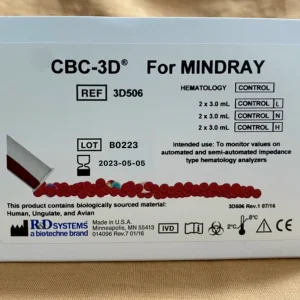 CBC-3D® For MINDRAY
REF 3D506
HEMATOLOGY CONTROL
2 x 3.0 mL CONTROL L
2 x 3.0 mL CONTROL N
2 x 3.0 mL CONTROL H
LOT B0223
2023-05-05
Intended use: To monitor values on
automated and semi-automated impedance
type hematology analyzers
This product contains biologically sourced material:
Human, Ungulate, and Avian
3D506 Rev.1 07/16
R&D SYSTEMS
a biotechne brand
Made in U.S.A.
Minneapolis, MN 55413
014096 Rev.7 01/16
IVD
2°C
8°C